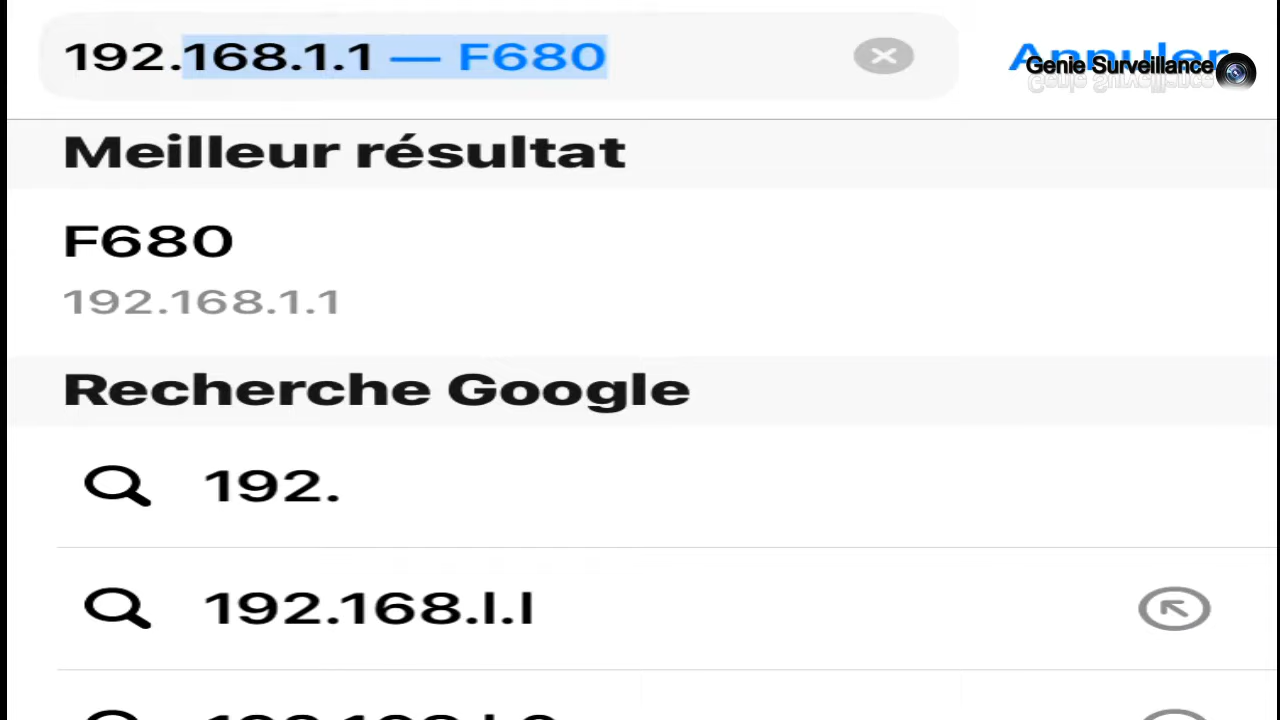 192.168.1.1 — F680
Annuler
Genie Surveillance
Meilleur résultat
F680
192.168.1.1
Recherche Google
192.
192.168.l.l